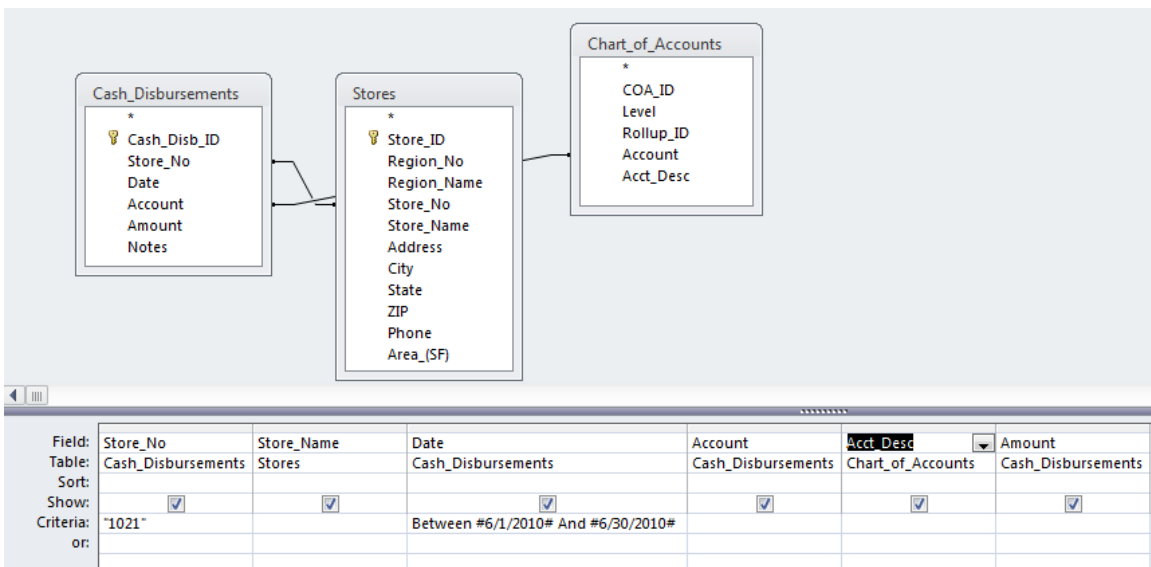 Chart_of_Accounts
*
COA_ID
Level
Rollup_ID
Account
Acct_Desc
Cash_Disbursements
*
Cash_Disb_ID
Store_No
Date
Account
Amount
Notes
Stores
*
Store_ID
Region_No
Region_Name
Store_No
Store_Name
Address
City
State
ZIP
Phone
Area_(SF)
Field: Store_No Store_Name Date Account Acct_Desc Amount
Table: Cash_Disbursements Stores Cash_Disbursements Cash_Disbursements Chart_of_Accounts Cash_Disbursements
Sort:
Show:
Criteria: "1021" Between #6/1/2010# And #6/30/2010#
or: